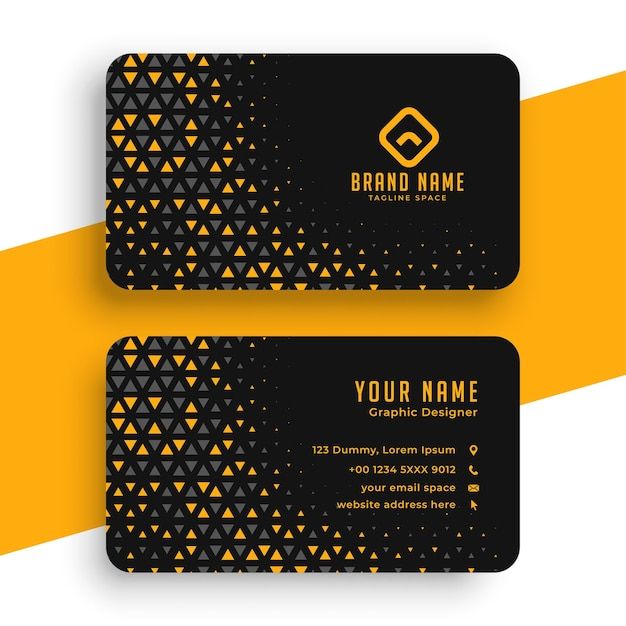 BRAND NAME
TAGLINE SPACE
YOUR NAME
Graphic Designer
123 Dummy, Lorem Ipsum
+00 1234 5XXX 9012
your email space
website address here